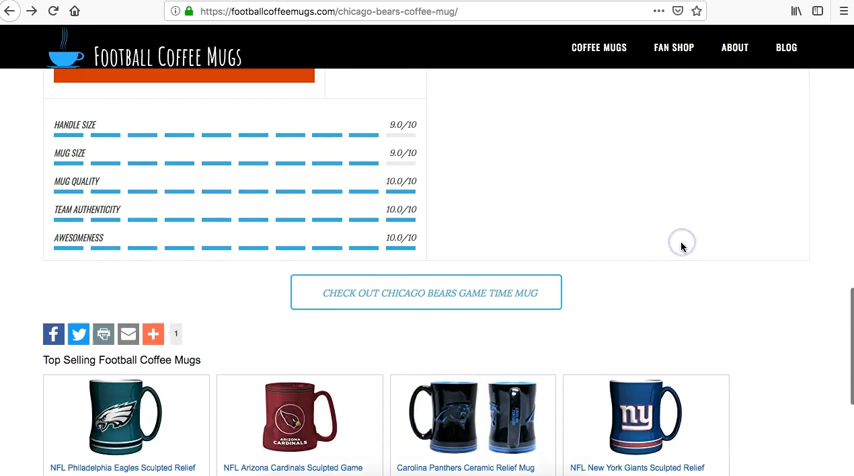 https://footballcoffeemugs.com/chicago-bears-coffee-mug/
FOOTBALL COFFEE MUGS
COFFEE MUGS
FAN SHOP
ABOUT
BLOG
HANDLE SIZE 9.0/10
MUG SIZE 9.0/10
MUG QUALITY 10.0/10
TEAM AUTHENTICITY 10.0/10
AWESOMENESS 10.0/10
CHECK OUT CHICAGO BEARS GAME TIME MUG
1
Top Selling Football Coffee Mugs
ARIZONA
CARDINALS
ny
NFL Philadelphia Eagles Sculpted Relief
NFL Arizona Cardinals Sculpted Game
Carolina Panthers Ceramic Relief Mug
NFL New York Giants Sculpted Relief